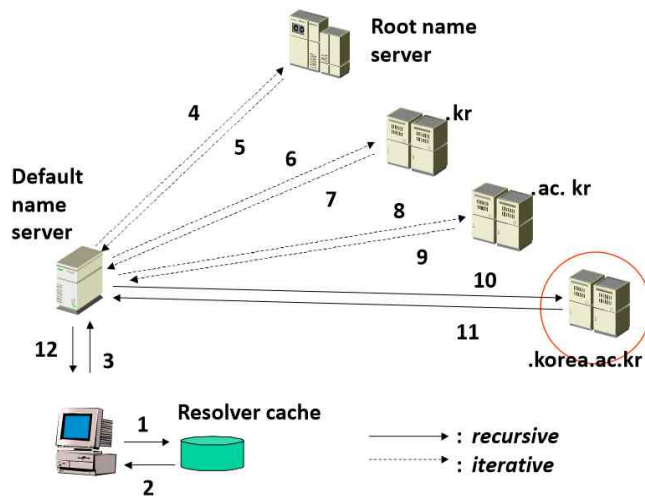 Root name
server
4
5
.kr
6
7
Default
name
server
.ac. kr
8
9
10
11
.korea.ac.kr
12
3
1
Resolver cache
2
: recursive
: iterative